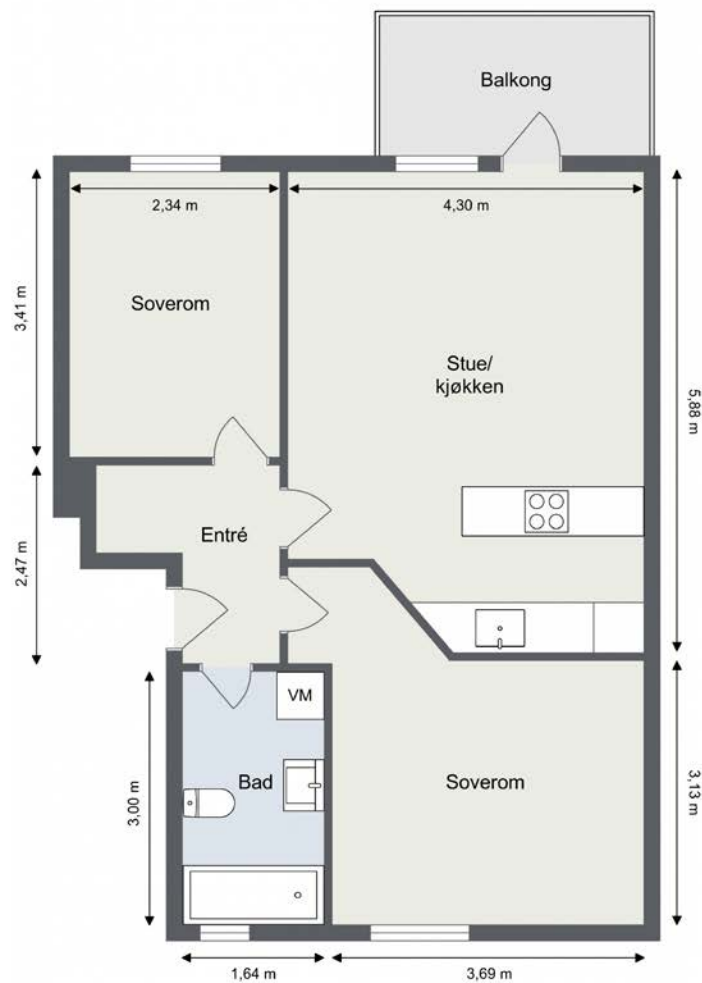 Balkong
2,34 m
4,30 m
3,41 m
Soverom
Stue/
kjøkken
5,88 m
Entré
2,47 m
VM
Bad
Soverom
3,00 m
3,13 m
1,64 m
3,69 m